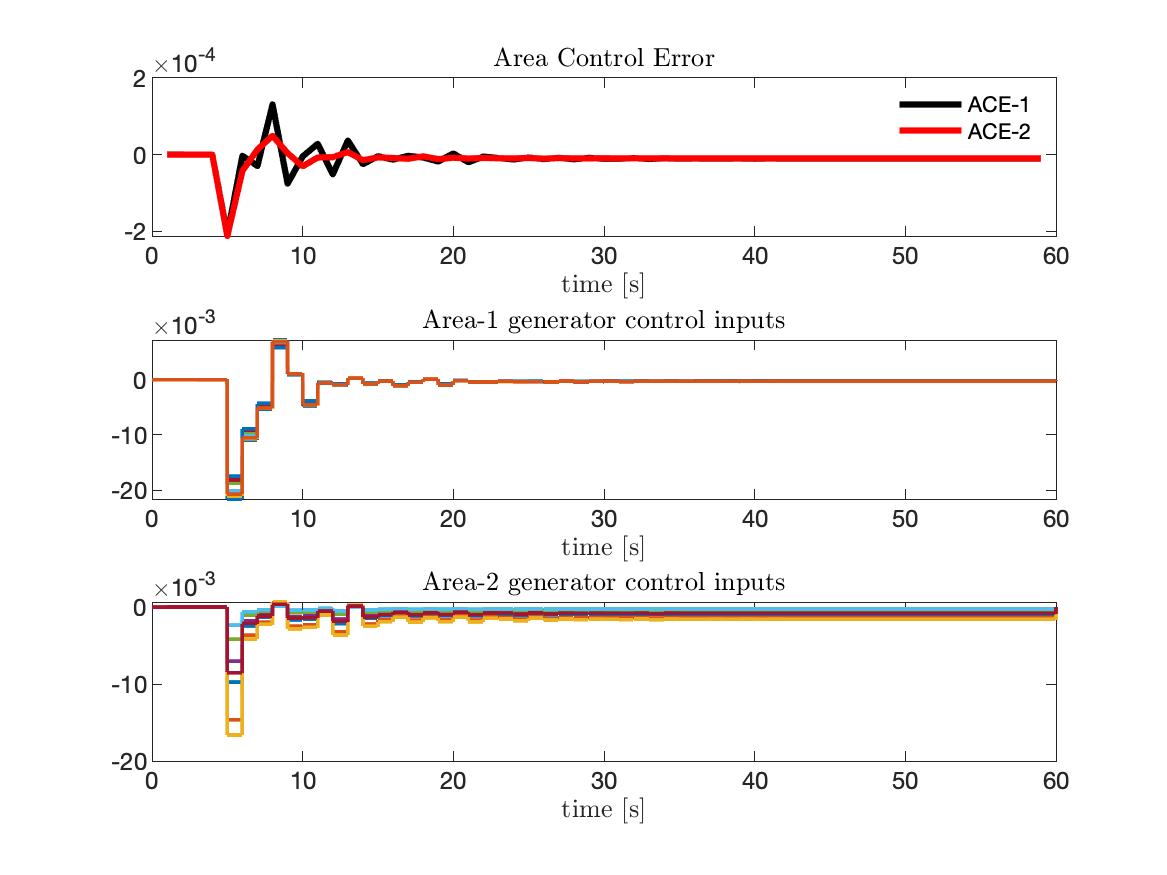 Area Control Error
×10-4
2
0
-2
ACE-1
ACE-2
0 10 20 30 40 50 60
time [s]
Area-1 generator control inputs
×10-3
0
-10
-20
0 10 20 30 40 50 60
time [s]
Area-2 generator control inputs
×10-3
0
-10
-20
0 10 20 30 40 50 60
time [s]